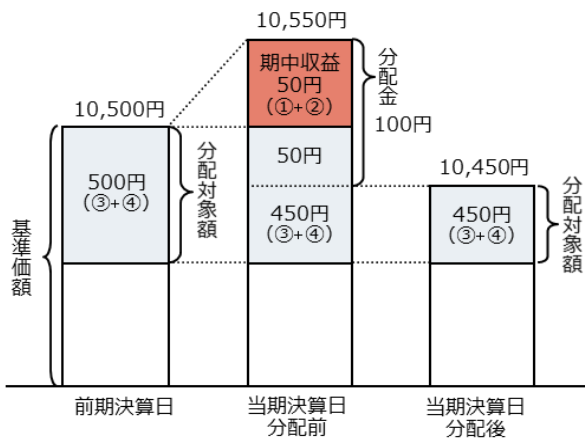 10,550円
期中収益
50円
(①+②)
分配金
100円
10,500円
50円
500円
(③+④)
分配対象額
450円
(③+④)
10,450円
450円
(③+④)
分配対象額
基準価額
前期決算日
当期決算日
分配前
当期決算日
分配後